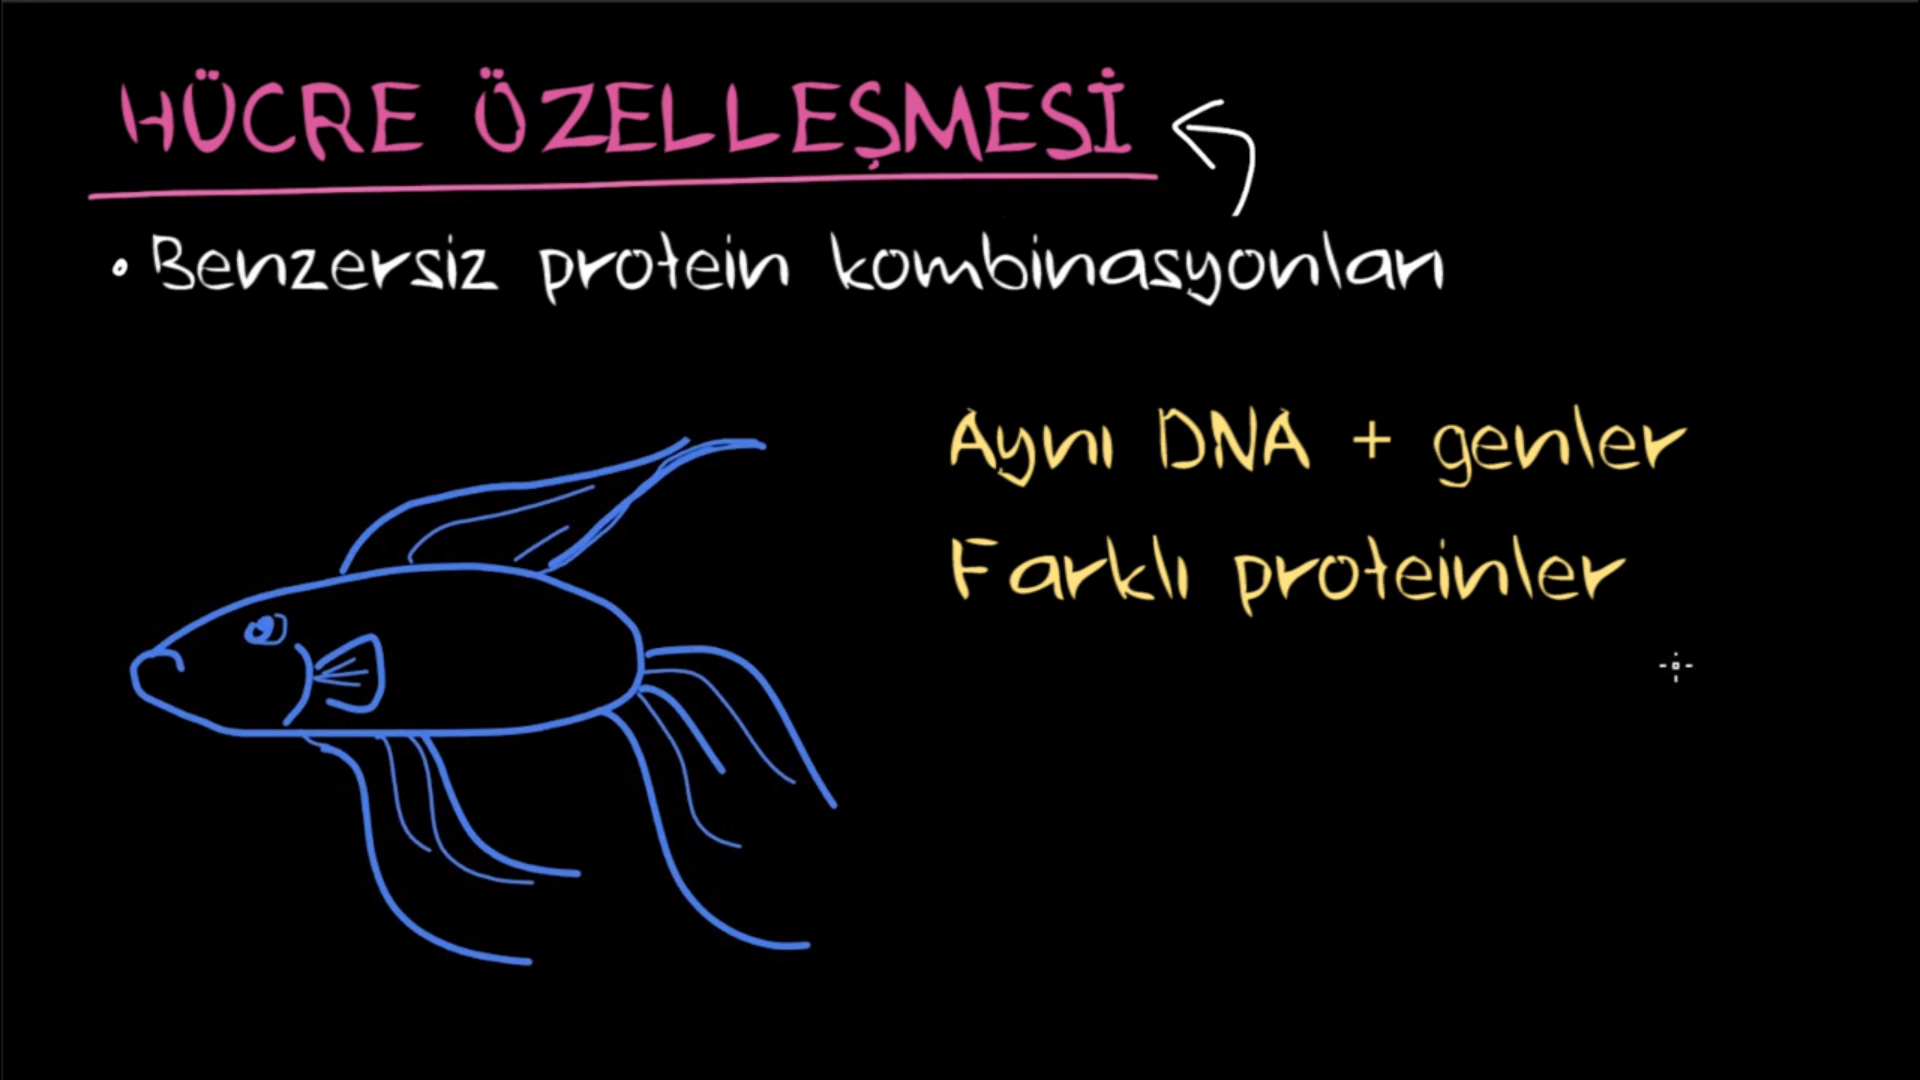 HÜCRE ÖZELLEŞMESİ
• Benzersiz protein kombinasyonları
Aynı DNA + genler
Farklı proteinler